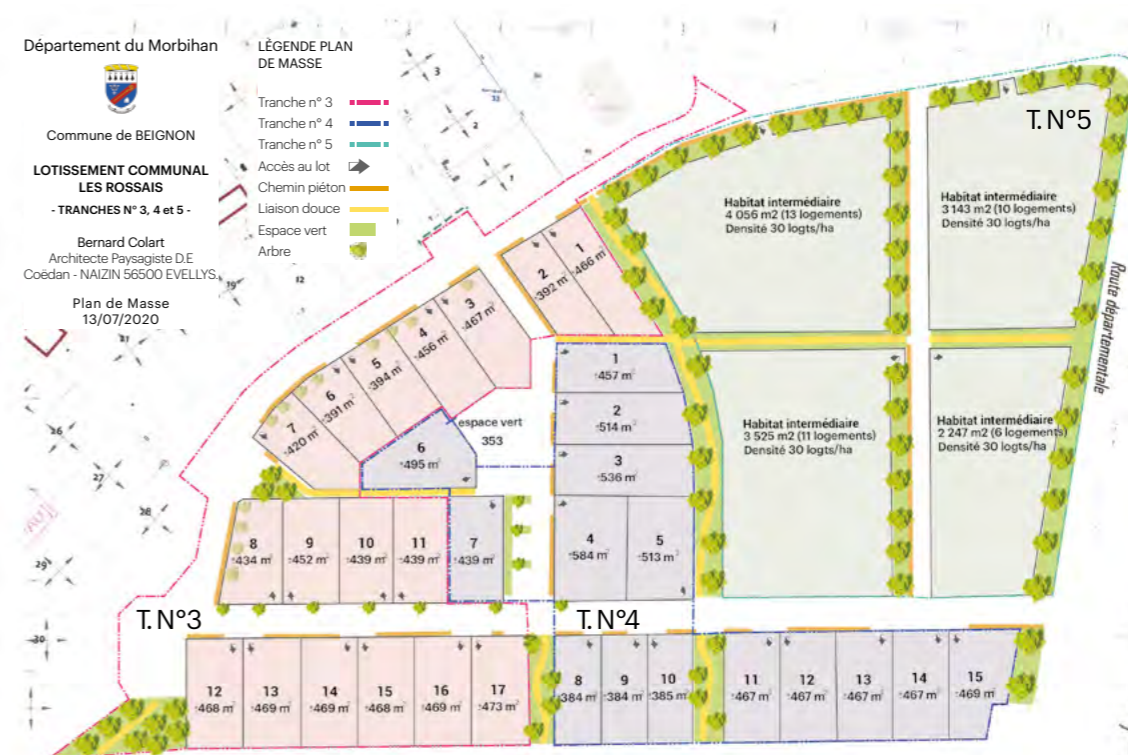 Département du Morbihan
Commune de BEIGNON
LOTISSEMENT COMMUNAL
LES ROSSAIS
- TRANCHES N° 3, 4 et 5 -
Bernard Colart
Architecte Paysagiste D.E
Coëdan - NAIZIN 56500 EVELLYS
Plan de Masse
13/07/2020
LÈGENDE PLAN
DE MASSE
Tranche n° 3
Tranche n° 4
Tranche n° 5
Accès au lot
Chemin piéton
Liaison douce
Espace vert
Arbre
3
2
1
12
26
27
28
29
30
T. N°5
Habitat intermédiaire
4 056 m2 (13 logements)
Densité 30 logts/ha
Habitat intermédiaire
3 143 m2 (10 logements)
Densité 30 logts/ha
Route départementale
Habitat intermédiaire
3 525 m2 (11 logements)
Densité 30 logts/ha
Habitat intermédiaire
2 247 m2 (6 logements)
Densité 30 logts/ha
1
466 m²
2
392 m²
3
467 m²
4
456 m²
5
394 m²
6
391 m²
7
420 m²
1
457 m²
2
514 m²
3
536 m²
4
584 m²
5
513 m²
espace vert
353
6
495 m²
7
439 m²
8
434 m²
9
452 m²
10
439 m²
11
439 m²
T. N°3
T. N°4
12
468 m²
13
469 m²
14
469 m²
15
468 m²
16
469 m²
17
473 m²
8
384 m²
9
384 m²
10
385 m²
11
467 m²
12
467 m²
13
467 m²
14
467 m²
15
469 m²